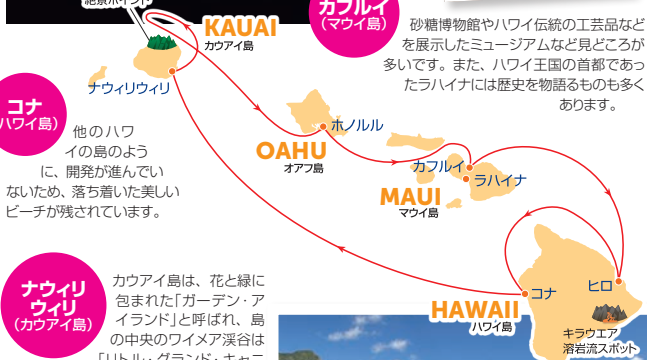 絶景ポイント
KAUAI
カウアイ島
ナウィリウィリ
カフルイ
(マウイ島)
砂糖博物館やハワイ伝統の工芸品など
を展示したミュージアムなど見どころが
多いです。また、ハワイ王国の首都であっ
たラハイナには歴史を物語るものも多く
あります。
コナ
(ハワイ島)
他のハワ
イの島のよう
に、開発が進んでい
ないため、落ち着いた美しい
ビーチが残されています。
ホノルル
OAHU
オアフ島
カフルイ
ラハイナ
MAUI
マウイ島
ナウィリ
ウィリ
(カウアイ島)
カウアイ島は、花と緑に
包まれた「ガーデン・ア
イランド」と呼ばれ、島
の中央のワイメア渓谷は
「リトル・グランド・キャニ
HAWAII
ハワイ島
コナ
ヒロ
キラウエア
溶岩流スポット